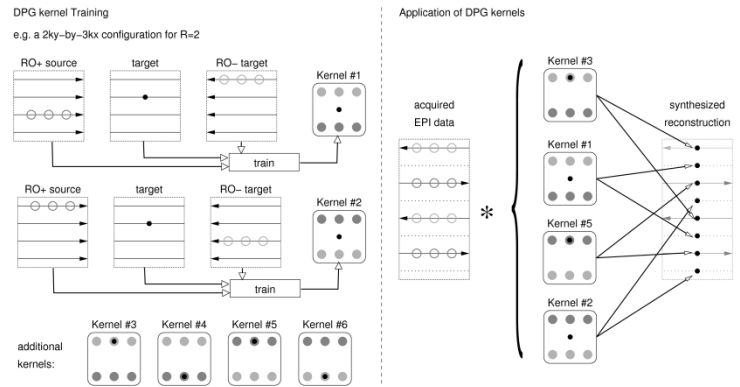 DPG kernel Training
e.g. a 2ky−by−3kx configuration for R=2
RO+ source
target
RO− target
Kernel #1
train
RO+ source
target
RO− target
Kernel #2
train
additional
kernels:
Kernel #3
Kernel #4
Kernel #5
Kernel #6
Application of DPG kernels
acquired
EPI data
*
Kernel #3
Kernel #1
Kernel #5
Kernel #2
synthesized
reconstruction